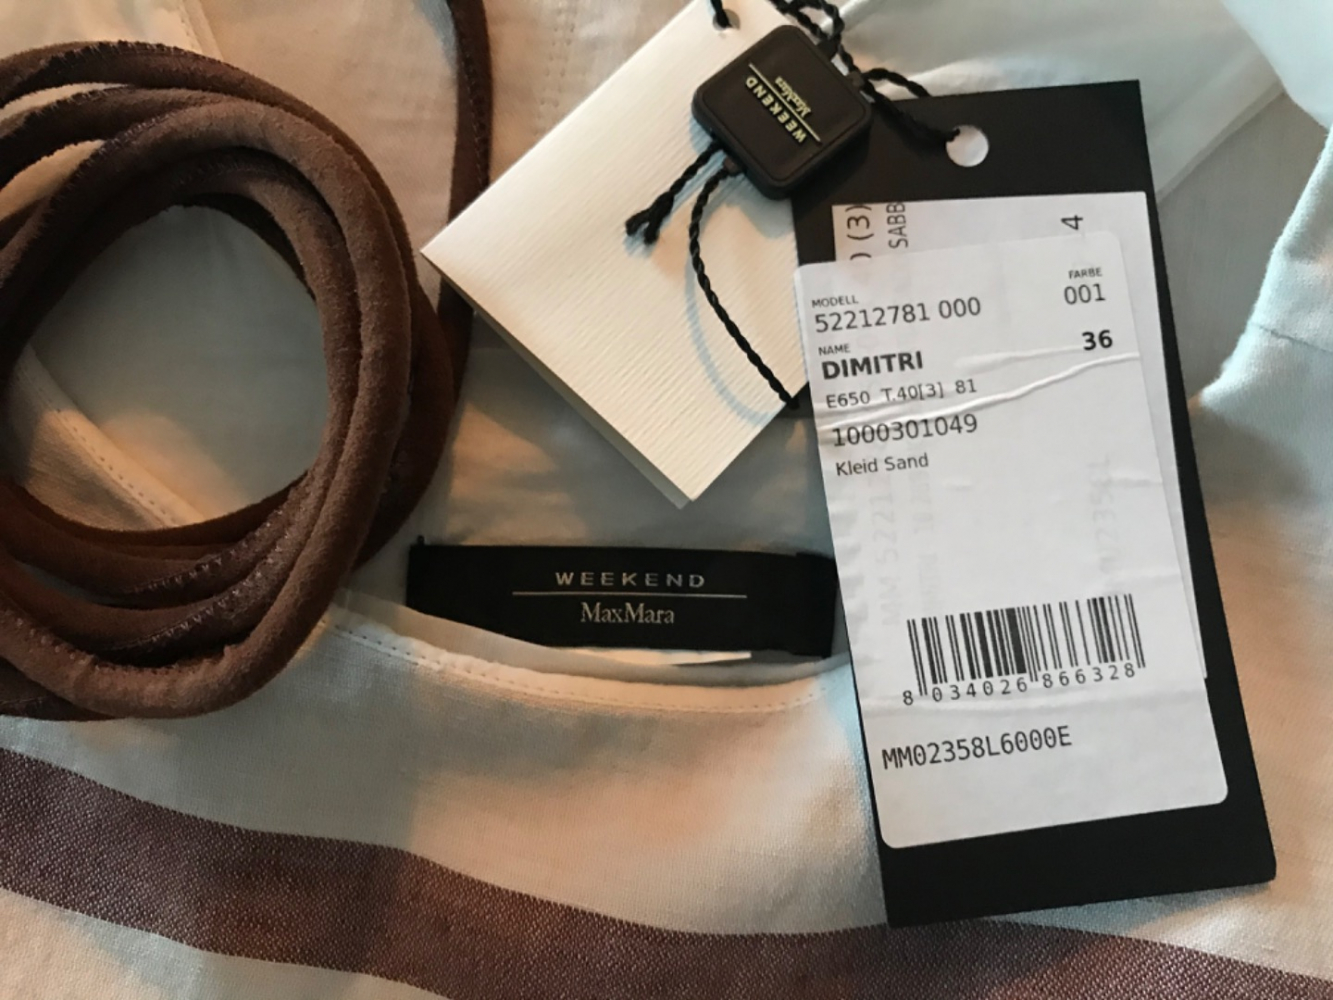 WEEKEND
MaxMara
WEEKEND
(3)
SABB
4
MODELL
FARBE
52212781 000
001
NAME
36
DIMITRI
E650 T.40[3] 81
1000301049
Kleid Sand
8 034026 866328
MM02358L6000E
WEEKEND
MaxMara